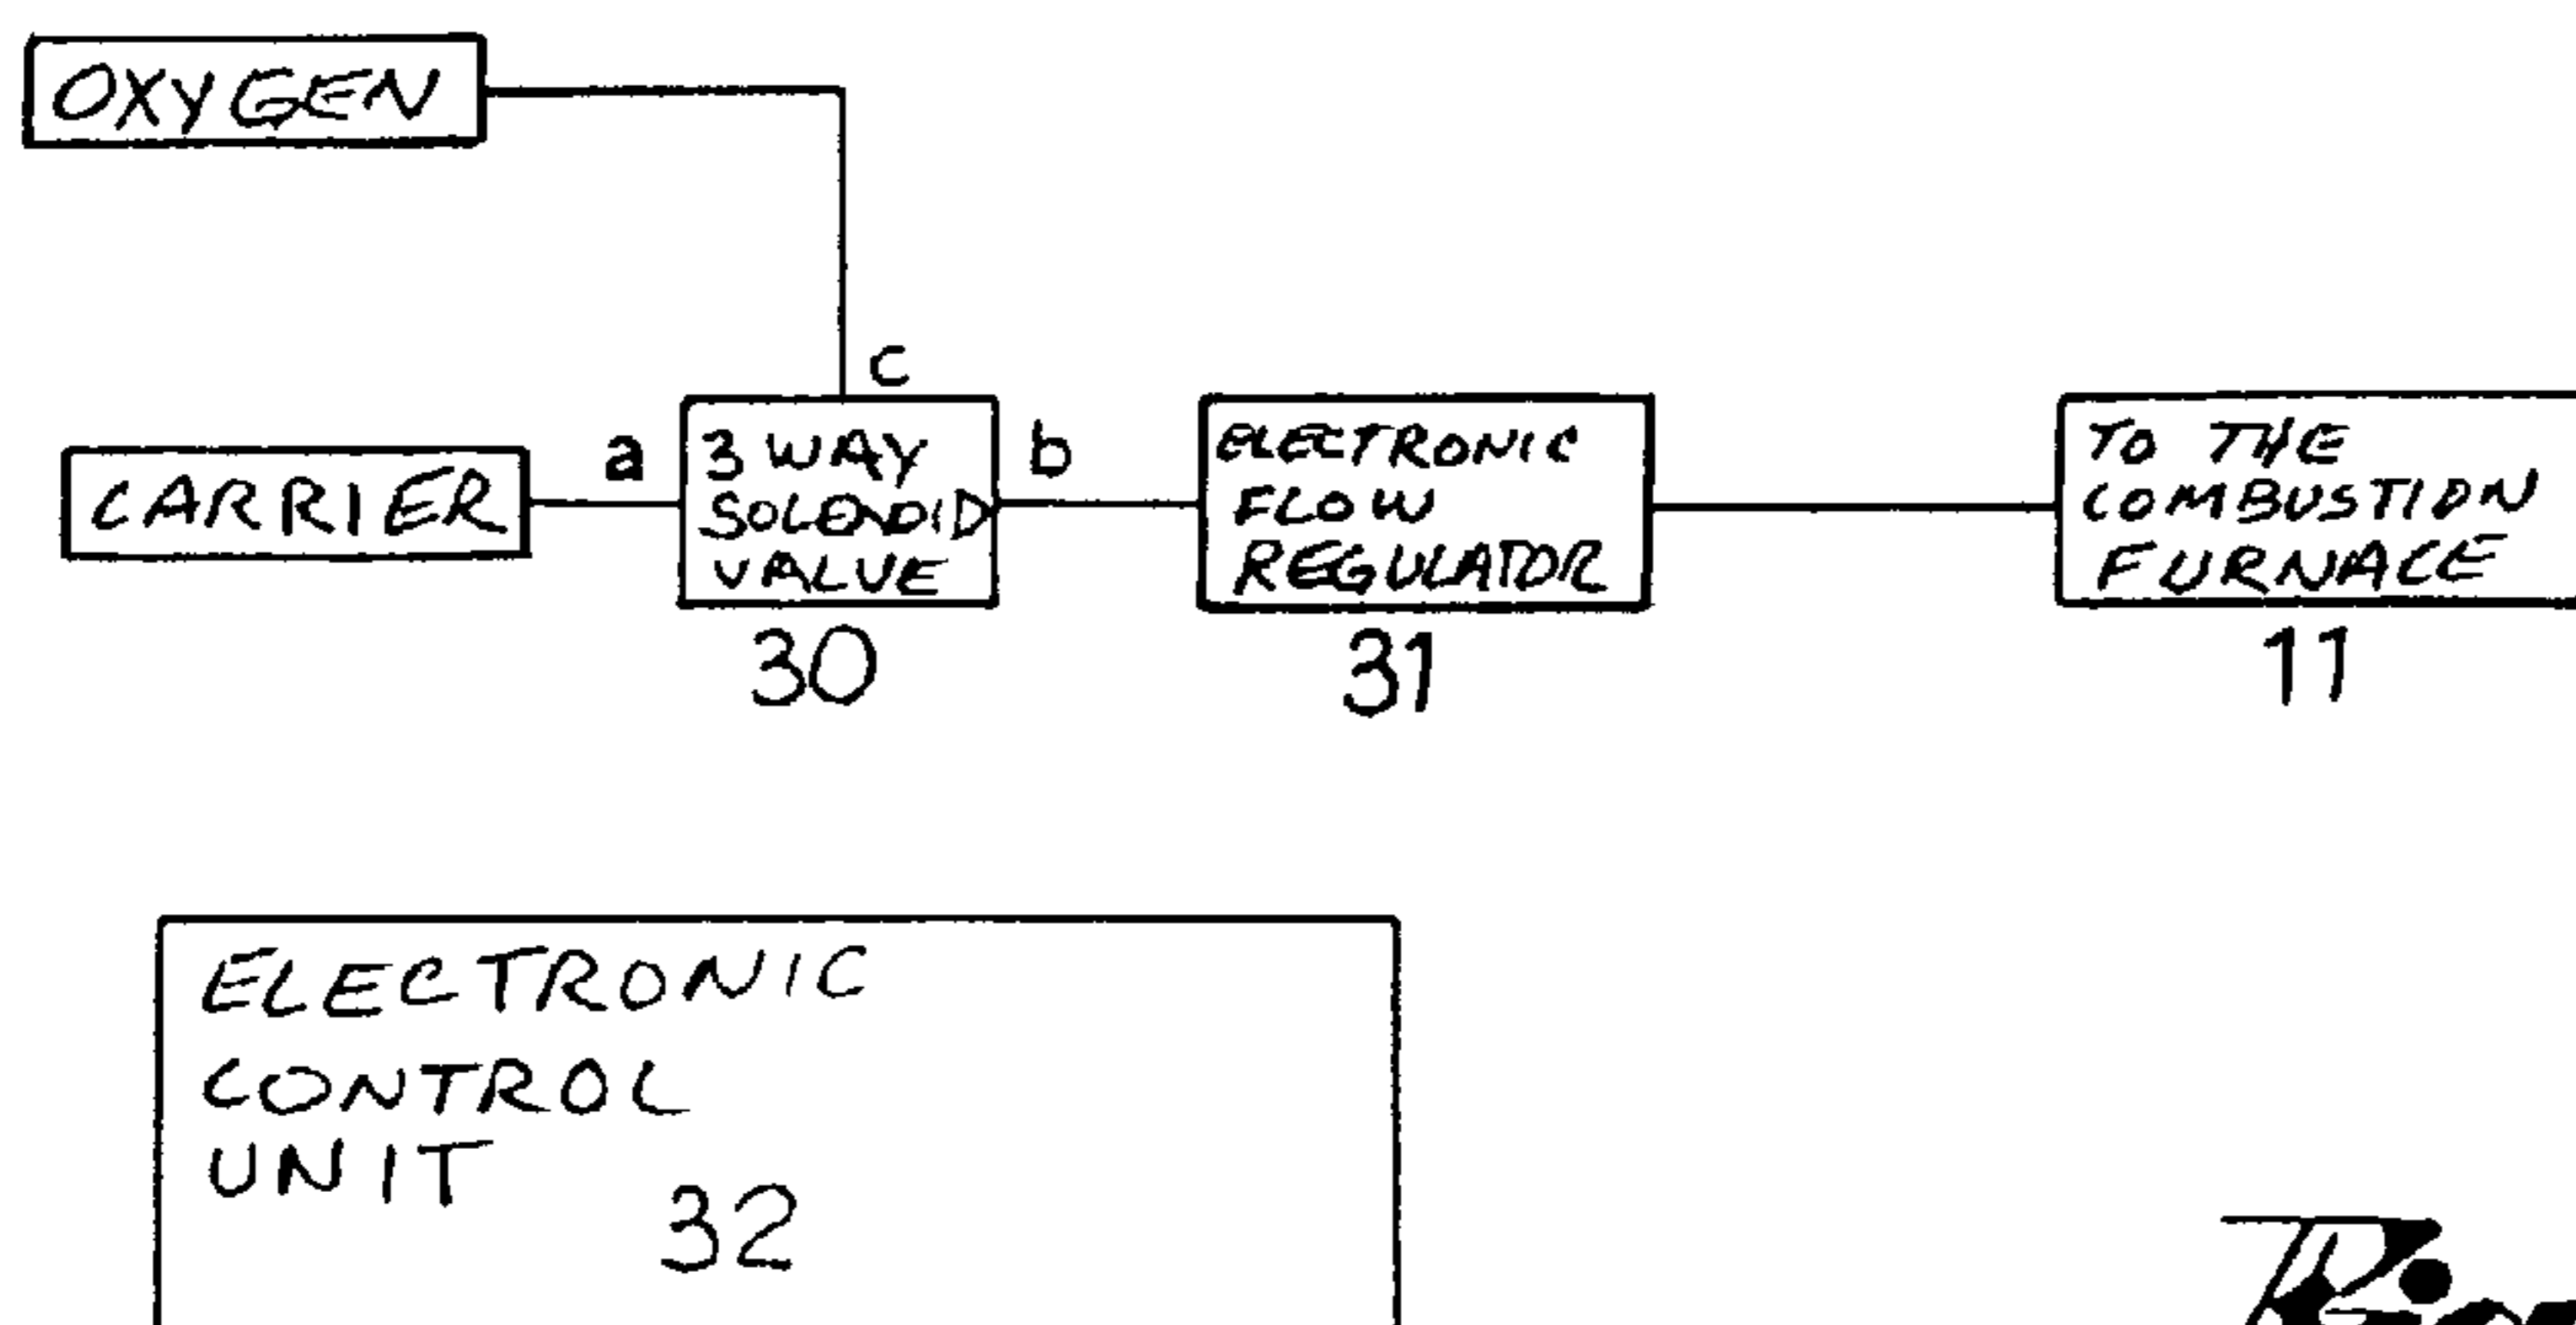 OXYGEN
c
CARRIER
a
3 WAY
SOLENOID
VALVE
b
ELECTRONIC
FLOW
REGULATOR
TO THE
COMBUSTION
FURNACE
30
31
11
ELECTRONIC
CONTROL
UNIT
32